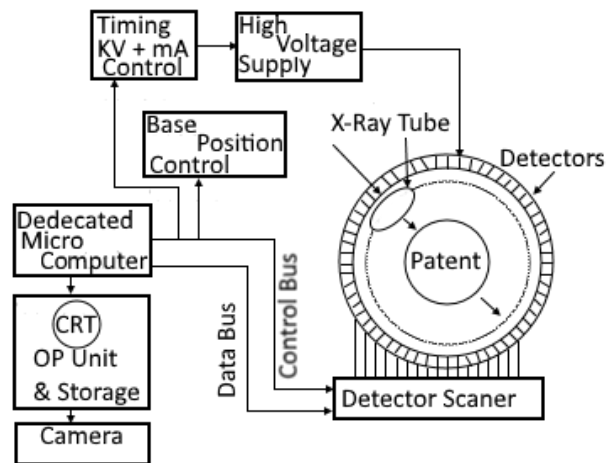 Timing
KV + mA
Control
High
Voltage
Supply
Base
Position
Control
X-Ray Tube
Detectors
Dedecated
Micro
Computer
Patent
CRT
OP Unit
& Storage
Data Bus
Control Bus
Detector Scaner
Camera